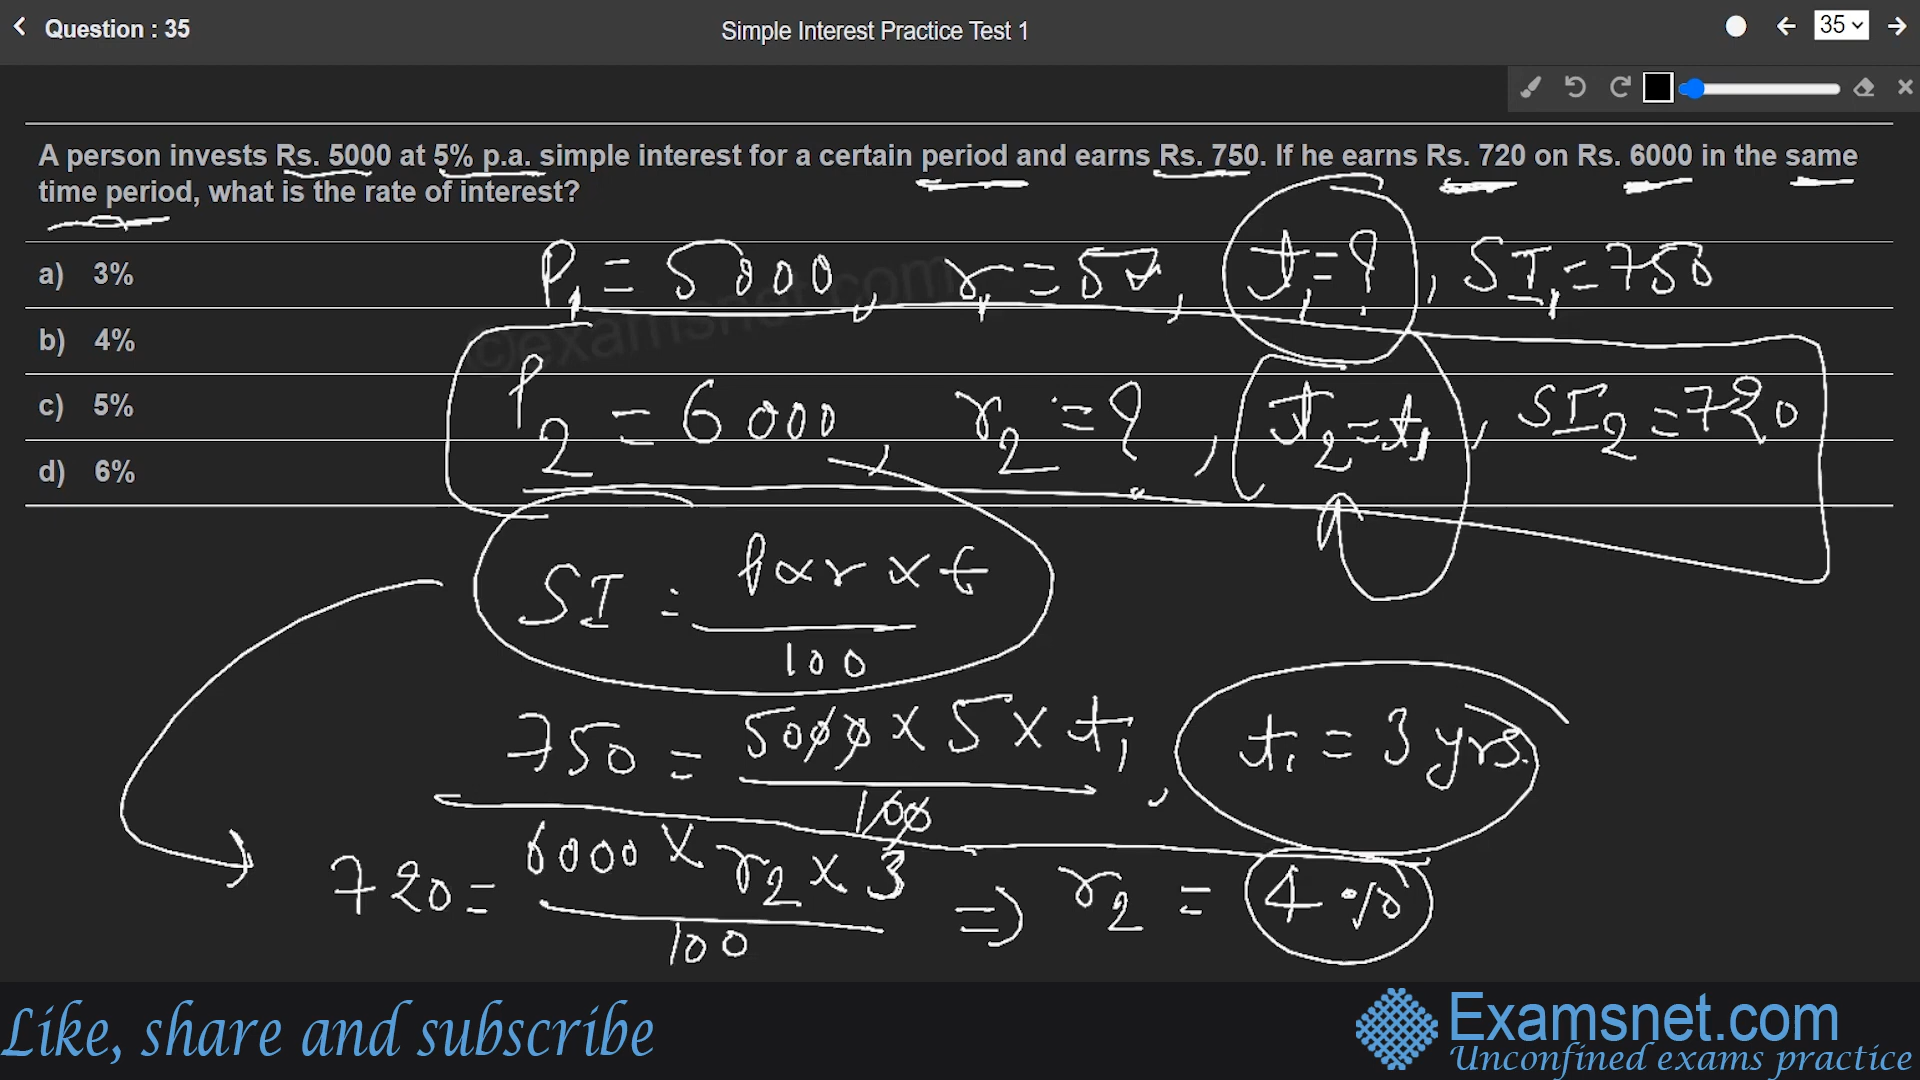 Question : 35
Simple Interest Practice Test 1
35
A person invests Rs. 5000 at 5% p.a. simple interest for a certain period and earns Rs. 750. If he earns Rs. 720 on Rs. 6000 in the same
time period, what is the rate of interest?
P1 = 5000, r1 = 5%, t1 = ?, SI1 = 750
a) 3%
(c)examsnet.com
b) 4%
P2 = 6000, r2 = ?, t2 = t1, SI2 = 720
c) 5%
d) 6%
SI = p x r x t
100
750 = 5000 x 5 x t1, t1 = 3 yrs.
100
720 = 6000 x r2 x 3 => r2 = 4%
100
Like, share and subscribe
Examsnet.com
Unconfined exams practice